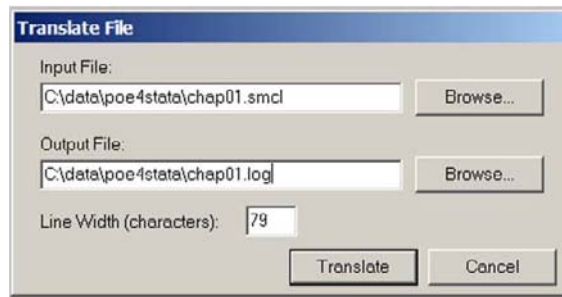 Translate File
Input File:
C:\data\poe4stata\chap01.smcl Browse...
Output File:
C:\data\poe4stata\chap01.log Browse...
Line Width (characters): 79
Translate Cancel